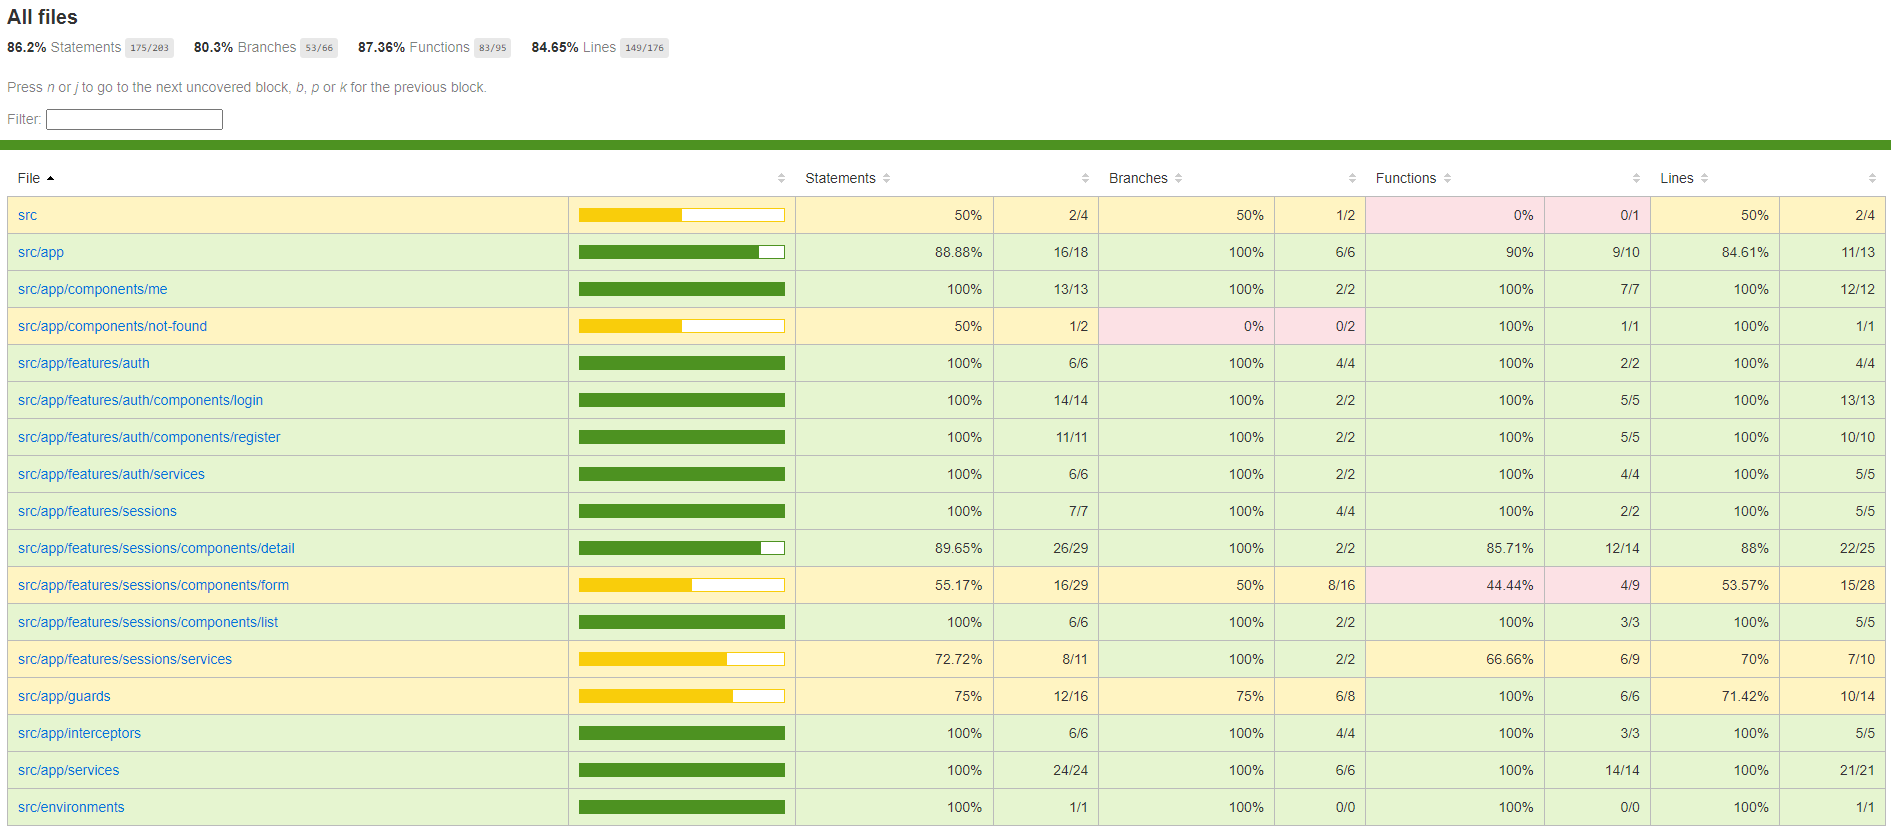 All files
86.2% Statements 175/203 80.3% Branches 53/66 87.36% Functions 83/95 84.65% Lines 149/176
Press n or j to go to the next uncovered block, b, p or k for the previous block.
Filter:
File Statements Branches Functions Lines
src 50% 2/4 50% 1/2 0% 0/1 50% 2/4
src/app 88.88% 16/18 100% 6/6 90% 9/10 84.61% 11/13
src/app/components/me 100% 13/13 100% 2/2 100% 7/7 100% 12/12
src/app/components/not-found 50% 1/2 0% 0/2 100% 1/1 100% 1/1
src/app/features/auth 100% 6/6 100% 4/4 100% 2/2 100% 4/4
src/app/features/auth/components/login 100% 14/14 100% 2/2 100% 5/5 100% 13/13
src/app/features/auth/components/register 100% 11/11 100% 2/2 100% 5/5 100% 10/10
src/app/features/auth/services 100% 6/6 100% 2/2 100% 4/4 100% 5/5
src/app/features/sessions 100% 7/7 100% 4/4 100% 2/2 100% 5/5
src/app/features/sessions/components/detail 89.65% 26/29 100% 2/2 85.71% 12/14 88% 22/25
src/app/features/sessions/components/form 55.17% 16/29 50% 8/16 44.44% 4/9 53.57% 15/28
src/app/features/sessions/components/list 100% 6/6 100% 2/2 100% 3/3 100% 5/5
src/app/features/sessions/services 72.72% 8/11 100% 2/2 66.66% 6/9 70% 7/10
src/app/guards 75% 12/16 75% 6/8 100% 6/6 71.42% 10/14
src/app/interceptors 100% 6/6 100% 4/4 100% 3/3 100% 5/5
src/app/services 100% 24/24 100% 6/6 100% 14/14 100% 21/21
src/environments 100% 1/1 100% 0/0 100% 0/0 100% 1/1